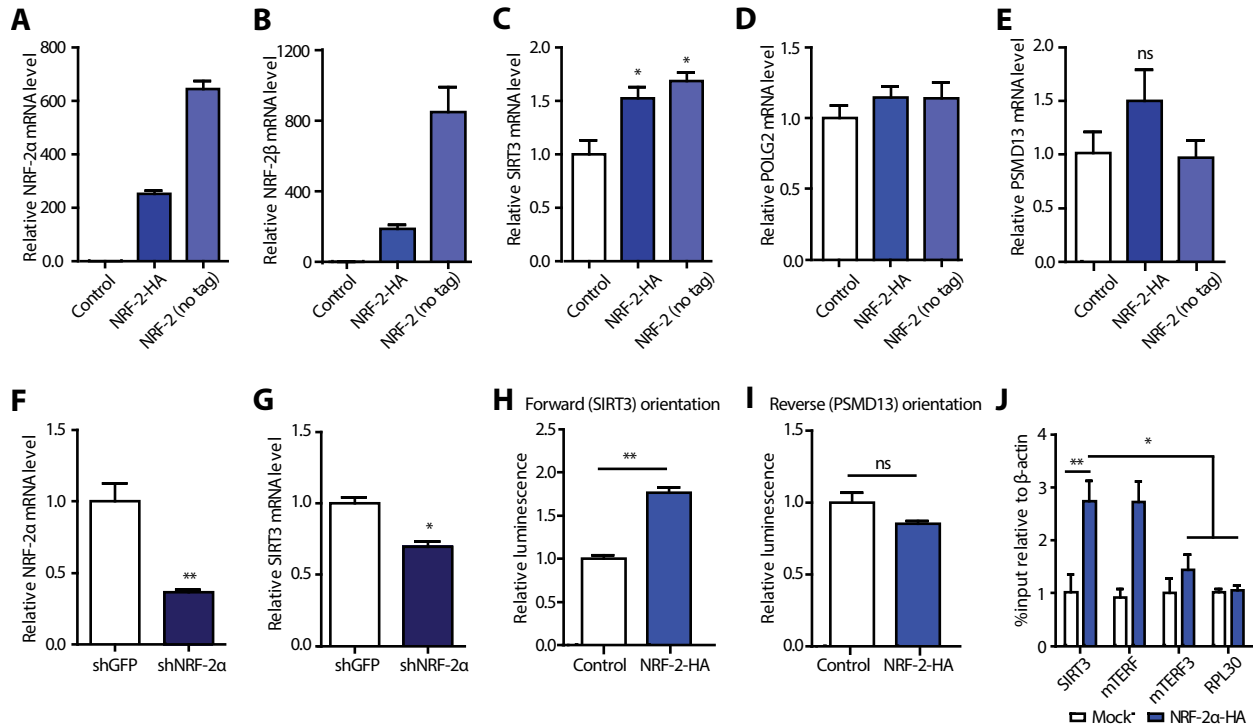 A
Relative NRF-2α mRNA level
800
600
400
200
0.0
Control
NRF-2-HA
NRF-2 (no tag)
B
Relative NRF-2β mRNA level
1200
800
400
0
Control
NRF-2-HA
NRF-2 (no tag)
C
Relative SIRT3 mRNA level
2.0
1.5
1.0
0.5
0.0
*
*
Control
NRF-2-HA
NRF-2 (no tag)
D
Relative POLG2 mRNA level
1.5
1.0
0.5
0.0
Control
NRF-2-HA
NRF-2 (no tag)
E
Relative PSMD13 mRNA level
2.0
1.5
1.0
0.5
0.0
ns
Control
NRF-2-HA
NRF-2 (no tag)
F
Relative NRF-2α mRNA level
1.5
1.0
0.5
0.0
**
shGFP
shNRF-2α
G
Relative SIRT3 mRNA level
1.5
1.0
0.5
0.0
*
shGFP
shNRF-2α
H
Forward (SIRT3) orientation
Relative luminescence
2.5
2.0
1.5
1.0
0.5
0.0
**
Control
NRF-2-HA
I
Reverse (PSMD13) orientation
Relative luminescence
1.5
1.0
0.5
0.0
ns
Control
NRF-2-HA
J
%input relative to β-actin
5
4
3
2
1
0
**
*
SIRT3
mTERF
mTERF3
RPL30
Mock
NRF-2α-HA